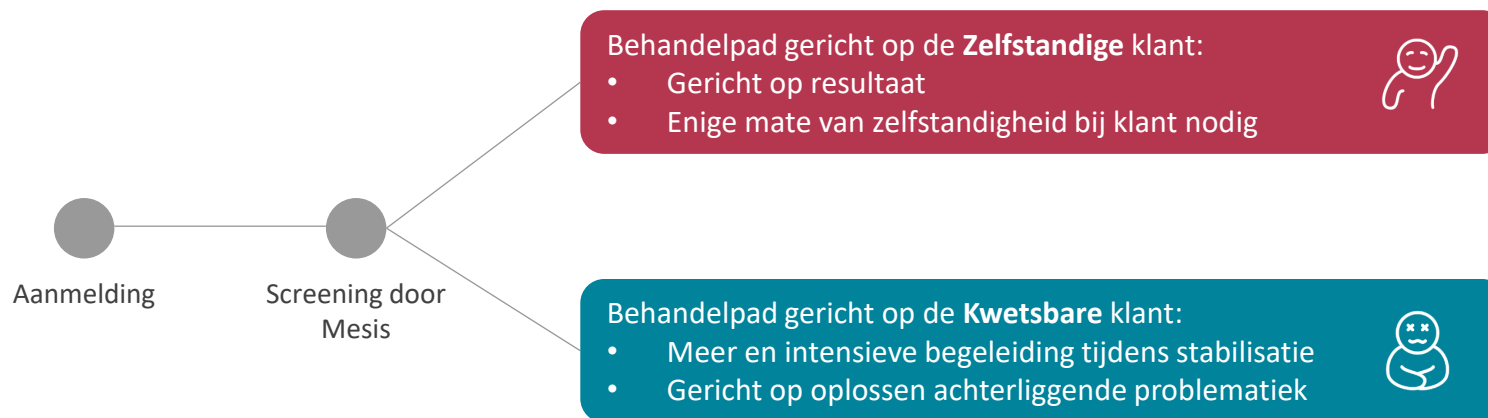 Behandelpad gericht op de Zelfstandige klant:
• Gericht op resultaat
• Enige mate van zelfstandigheid bij klant nodig
Aanmelding
Screening door
Mesis
Behandelpad gericht op de Kwetsbare klant:
• Meer en intensieve begeleiding tijdens stabilisatie
• Gericht op oplossen achterliggende problematiek